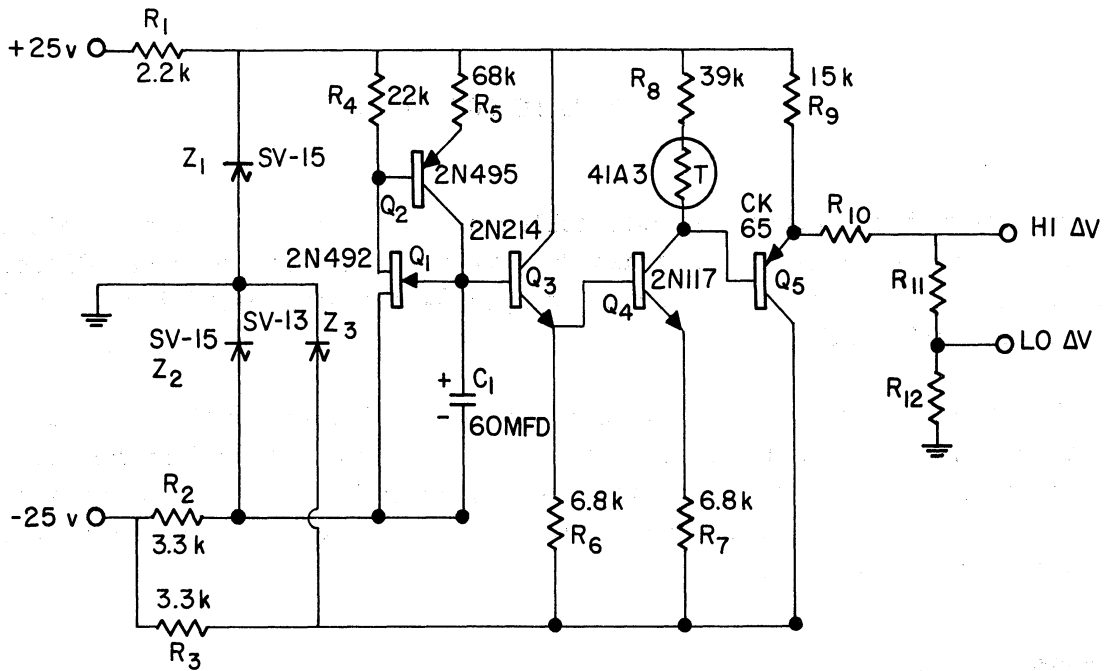 R1
+25v
2.2k
R4
22k
68k
R5
R8
39k
15k
R9
Z1
SV-15
2N495
Q2
41A3
T
CK
65
R10
HI ΔV
2N214
2N492
Q1
Q3
2N117
Q4
Q5
R11
SV-13
Z3
SV-15
Z2
LO ΔV
+
C1
-
60MFD
R12
R2
-25 v
3.3k
6.8k
R6
6.8k
R7
3.3k
R3